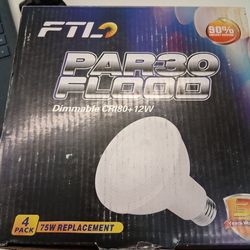 FTL
90%
PAR30
FLOOD
Dimmable CRI80+12W
4
PACK
75W REPLACEMENT